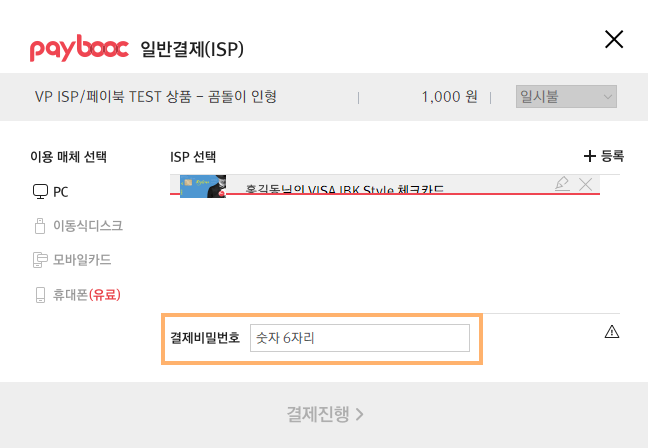 paybooc 일반결제(ISP)
VP ISP/페이북 TEST 상품 - 곰돌이 인형 1,000 원 일시불
이용 매체 선택
ISP 선택
등록
PC
홍길동님의 VISA IBK Style 체크카드
이동식디스크
모바일카드
휴대폰(유료)
결제비밀번호 숫자 6자리
결제진행